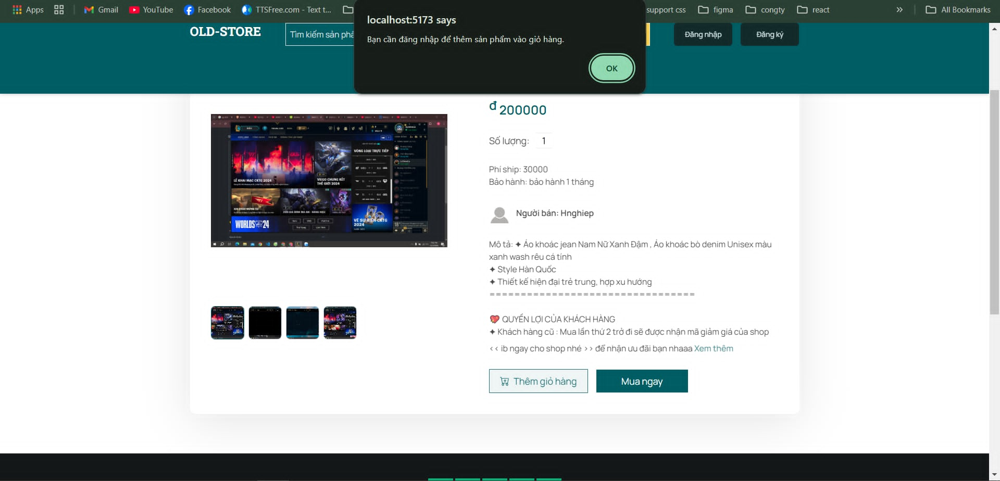 Apps
Gmail
YouTube
Facebook
TTSFree.com - Text t...
support css
figma
congty
react
All Bookmarks
localhost:5173 says
Bạn cần đăng nhập để thêm sản phẩm vào giỏ hàng.
OK
OLD-STORE
Tìm kiếm sản
Đăng nhập
Đăng ký
đ 200000
Số lượng: 1
Phí ship: 30000
Bảo hành: bảo hành 1 tháng
Người bán: Hnghiep
Mô tả: ✦ Áo khoác jean Nam Nữ Xanh Đậm , Áo khoác bò denim Unisex màu
xanh wash rêu cá tính
✦ Style Hàn Quốc
✦ Thiết kế hiện đại trẻ trung, hợp xu hướng
=================================
💖 QUYỀN LỢI CỦA KHÁCH HÀNG
✦ Khách hàng cũ : Mua lần thứ 2 trở đi sẽ được nhận mã giảm giá của shop
<< ib ngay cho shop nhé >> để nhận ưu đãi bạn nhaaa Xem thêm
Thêm giỏ hàng
Mua ngay
VÒNG LOẠI TRỰC TIẾP
LỄ KHAI MẠC CKTG 2024
VIEGO CHUNG KẾT
THẾ GIỚI 2024
WORLDS 24
VÉ SỰ KIỆN CKTG
2024